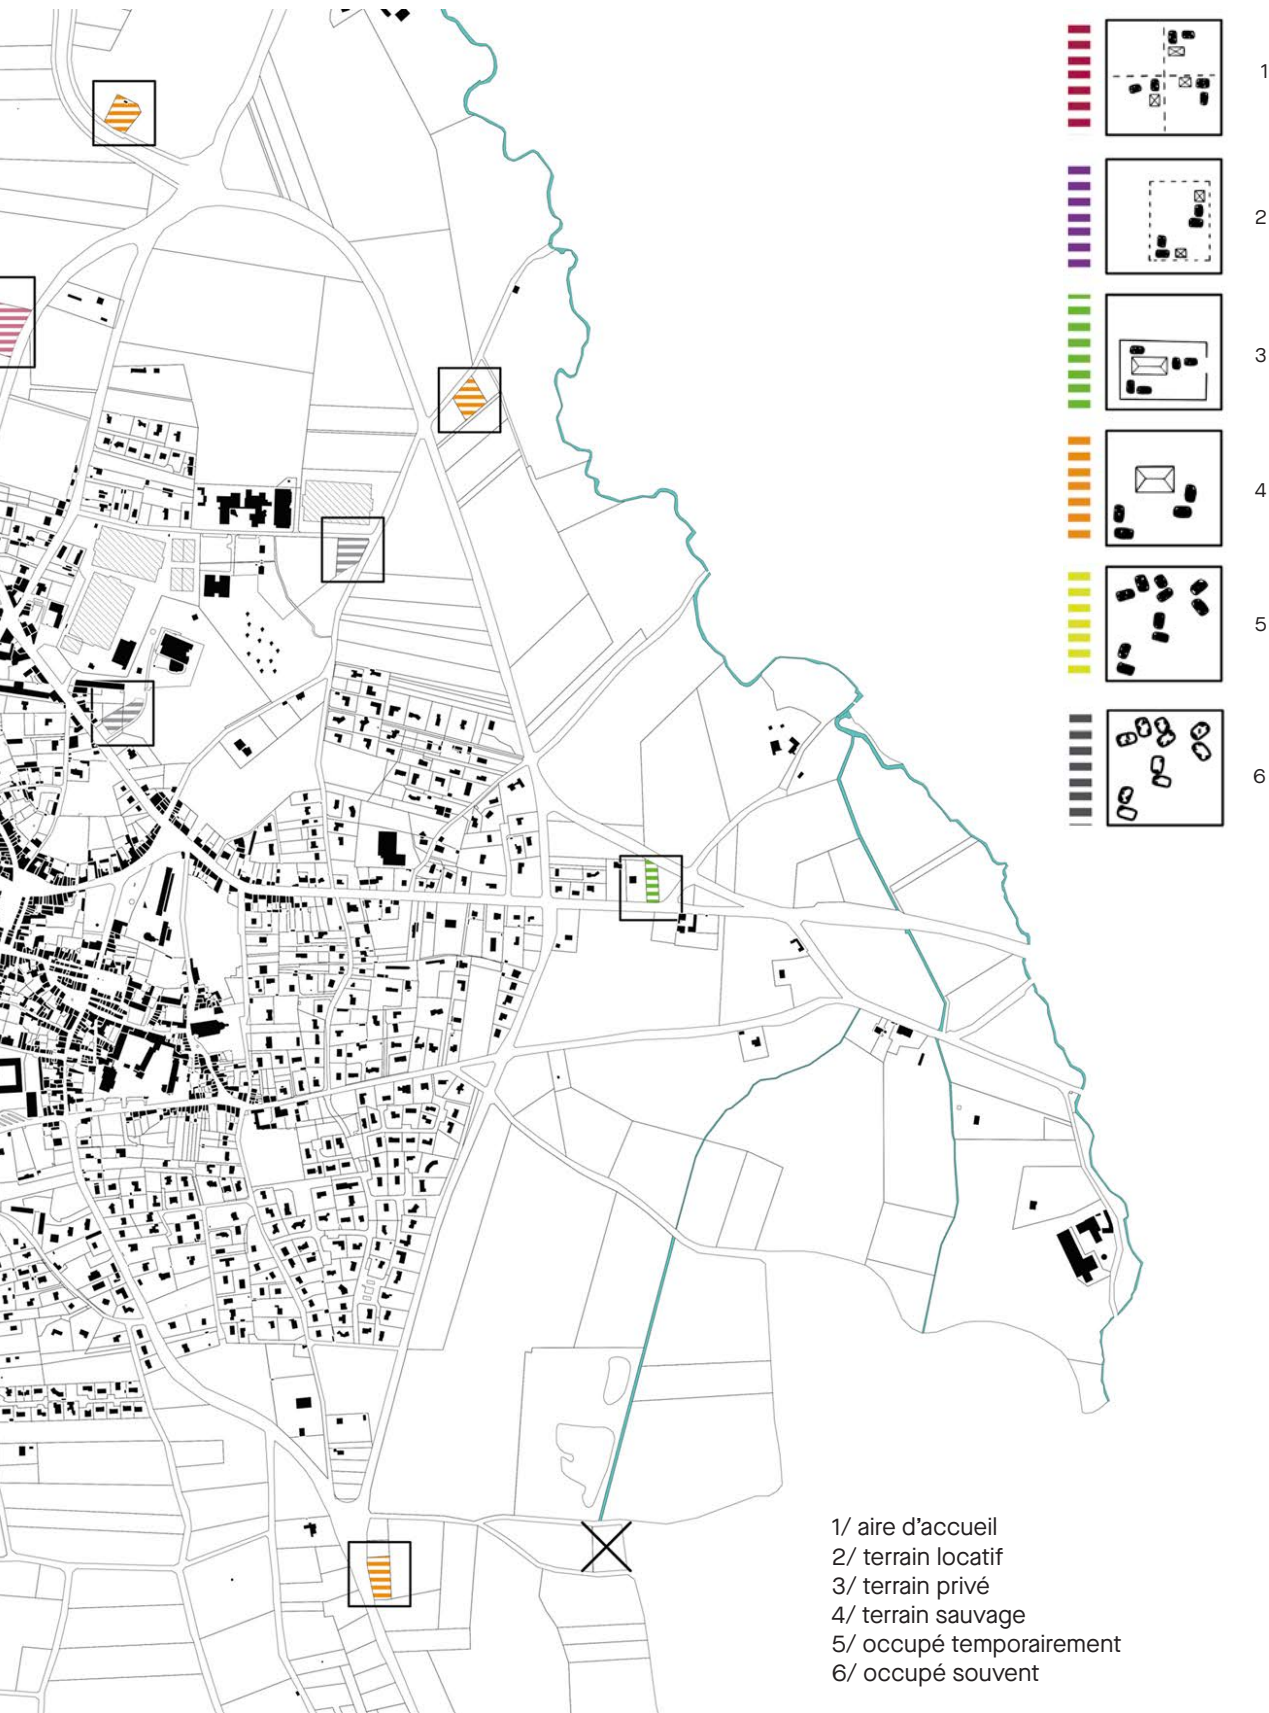 1
2
3
4
5
6
1/ aire d’accueil
2/ terrain locatif
3/ terrain privé
4/ terrain sauvage
5/ occupé temporairement
6/ occupé souvent